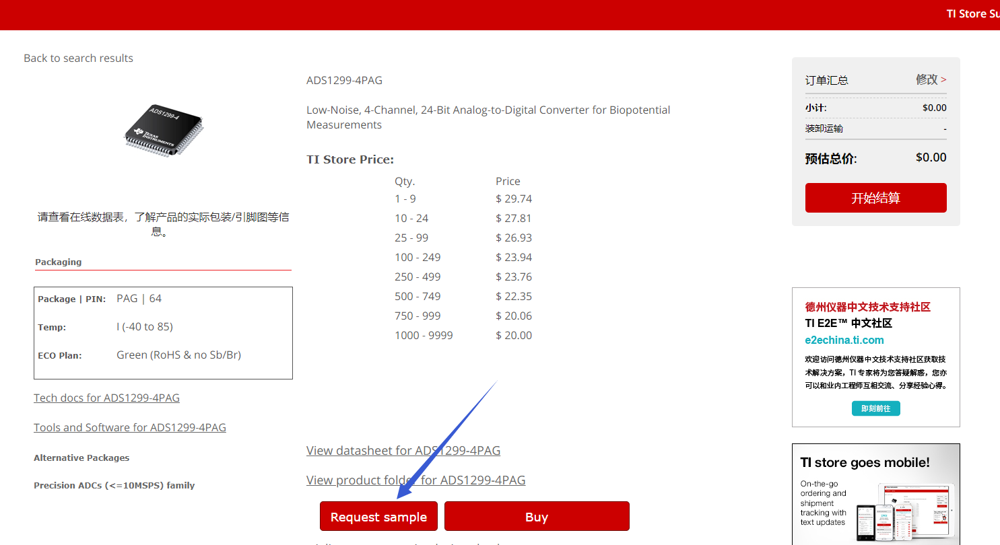 TI Store Su
Back to search results
ADS1299-4
TEXAS
INSTRUMENTS
请查看在线数据表，了解产品的实际包装/引脚图等信
息。
Packaging
Package | PIN: PAG | 64
Temp: I (-40 to 85)
ECO Plan: Green (RoHS & no Sb/Br)
Tech docs for ADS1299-4PAG
Tools and Software for ADS1299-4PAG
Alternative Packages
Precision ADCs (<=10MSPS) family
ADS1299-4PAG
Low-Noise, 4-Channel, 24-Bit Analog-to-Digital Converter for Biopotential
Measurements
TI Store Price:
Qty. Price
1 - 9 $ 29.74
10 - 24 $ 27.81
25 - 99 $ 26.93
100 - 249 $ 23.94
250 - 499 $ 23.76
500 - 749 $ 22.35
750 - 999 $ 20.06
1000 - 9999 $ 20.00
View datasheet for ADS1299-4PAG
View product folder for ADS1299-4PAG
Request sample Buy
订单汇总 修改 >
小计: $0.00
装卸运输 -
预估总价: $0.00
开始结算
德州仪器中文技术支持社区
TI E2E™ 中文社区
e2echina.ti.com
欢迎访问德州仪器中文技术支持社区获取技
术解决方案，TI 专家将为您答疑解惑，您亦
可以和业内工程师互相交流、分享经验心得。
即刻前往
TI store goes mobile!
On-the-go
ordering and
shipment
tracking with
text updates